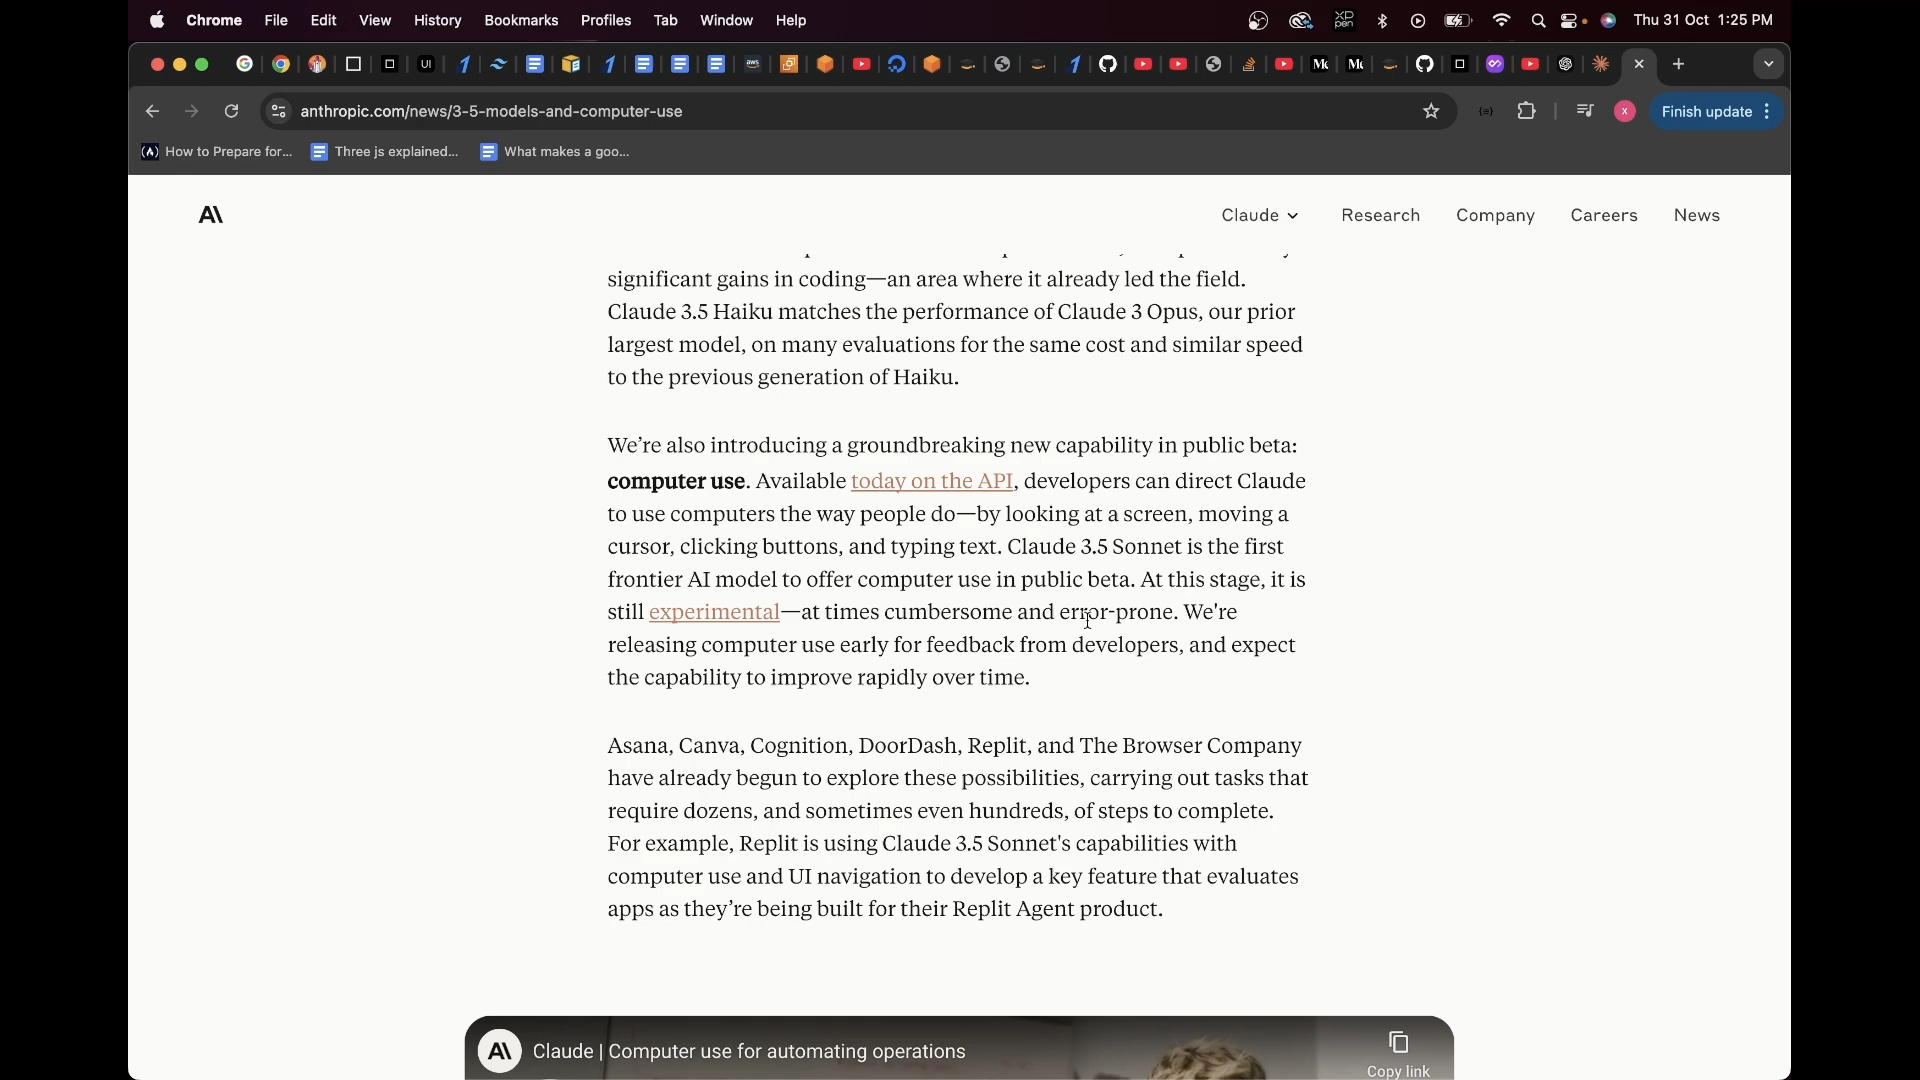 Chrome File Edit View History Bookmarks Profiles Tab Window Help
XP pen
Thu 31 Oct 1:25 PM
UI
aws
anthropic.com/news/3-5-models-and-computer-use
X
Finish update
How to Prepare for...
Three js explained...
What makes a goo...
A\
Claude
Research
Company
Careers
News
significant gains in coding—an area where it already led the field.
Claude 3.5 Haiku matches the performance of Claude 3 Opus, our prior
largest model, on many evaluations for the same cost and similar speed
to the previous generation of Haiku.
We’re also introducing a groundbreaking new capability in public beta:
computer use. Available today on the API, developers can direct Claude
to use computers the way people do—by looking at a screen, moving a
cursor, clicking buttons, and typing text. Claude 3.5 Sonnet is the first
frontier AI model to offer computer use in public beta. At this stage, it is
still experimental—at times cumbersome and error-prone. We're
releasing computer use early for feedback from developers, and expect
the capability to improve rapidly over time.
Asana, Canva, Cognition, DoorDash, Replit, and The Browser Company
have already begun to explore these possibilities, carrying out tasks that
require dozens, and sometimes even hundreds, of steps to complete.
For example, Replit is using Claude 3.5 Sonnet's capabilities with
computer use and UI navigation to develop a key feature that evaluates
apps as they’re being built for their Replit Agent product.
A\
Claude | Computer use for automating operations
Copy link